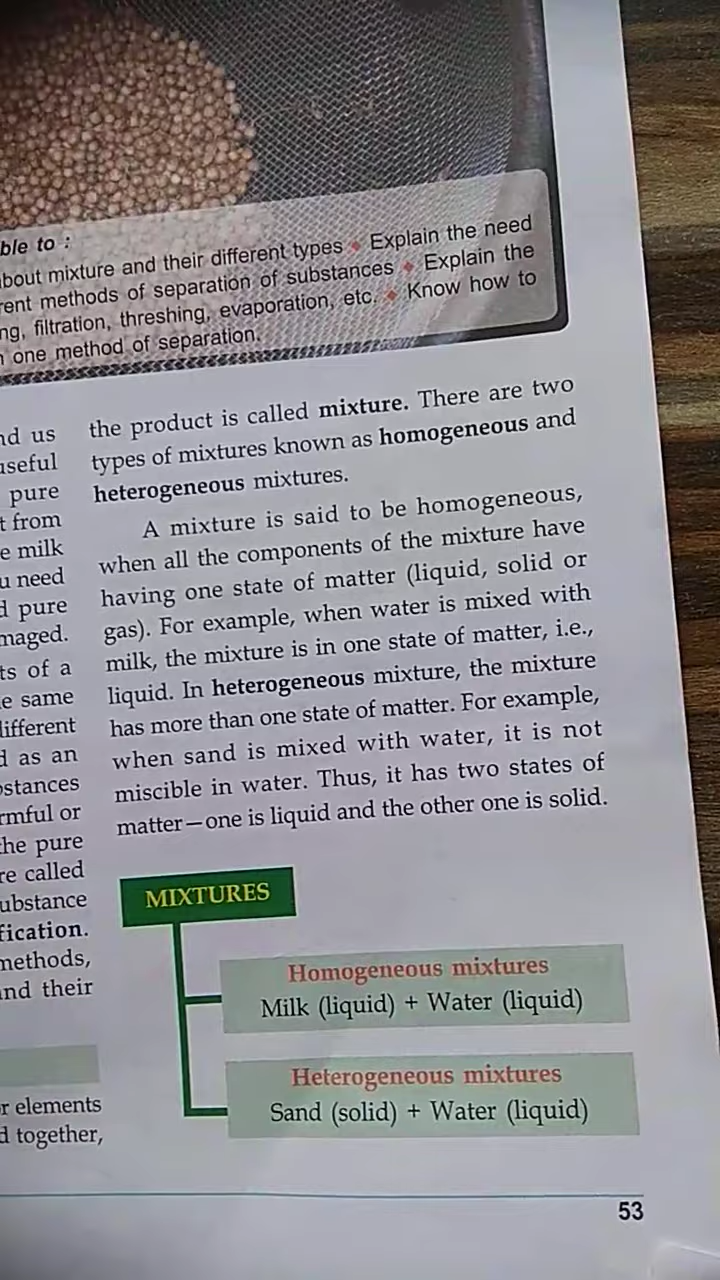 ble to :
bout mixture and their different types ◆ Explain the need
rent methods of separation of substances ◆ Explain the
ng, filtration, threshing, evaporation, etc. ◆ Know how to
one method of separation.
nd us
useful
pure
t from
e milk
u need
d pure
maged.
ts of a
e same
different
d as an
bstances
rmful or
he pure
re called
ubstance
fication.
methods,
and their
r elements
d together,
the product is called mixture. There are two
types of mixtures known as homogeneous and
heterogeneous mixtures.
A mixture is said to be homogeneous,
when all the components of the mixture have
having one state of matter (liquid, solid or
gas). For example, when water is mixed with
milk, the mixture is in one state of matter, i.e.,
liquid. In heterogeneous mixture, the mixture
has more than one state of matter. For example,
when sand is mixed with water, it is not
miscible in water. Thus, it has two states of
matter—one is liquid and the other one is solid.
MIXTURES
Homogeneous mixtures
Milk (liquid) + Water (liquid)
Heterogeneous mixtures
Sand (solid) + Water (liquid)
53